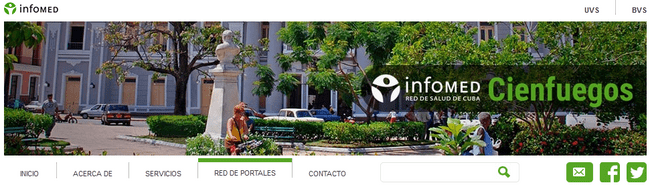 infoMED
UVS
BVS
infoMED
RED DE SALUD DE CUBA
Cienfuegos
INICIO
ACERCA DE
SERVICIOS
RED DE PORTALES
CONTACTO